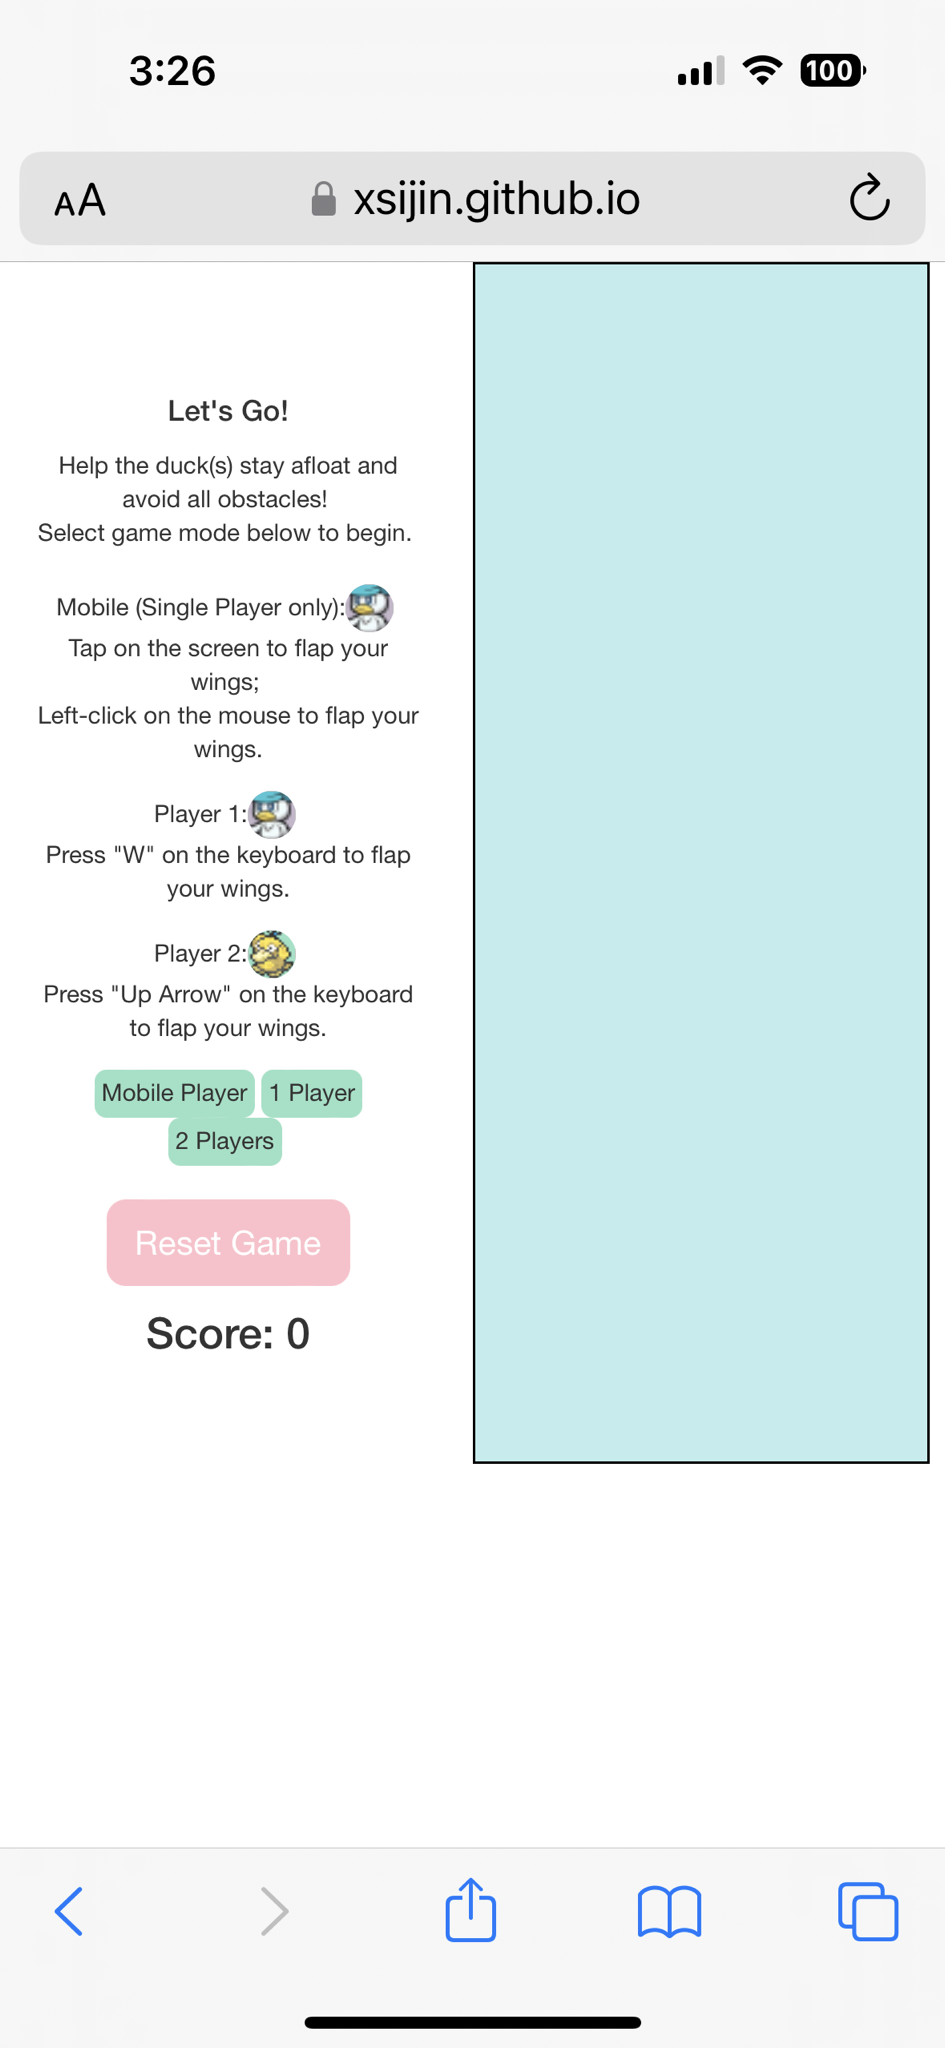 3:26
100
AA
xsijin.github.io
Let's Go!
Help the duck(s) stay afloat and
avoid all obstacles!
Select game mode below to begin.
Mobile (Single Player only):
Tap on the screen to flap your
wings;
Left-click on the mouse to flap your
wings.
Player 1:
Press "W" on the keyboard to flap
your wings.
Player 2:
Press "Up Arrow" on the keyboard
to flap your wings.
Mobile Player 1 Player
2 Players
Reset Game
Score: 0